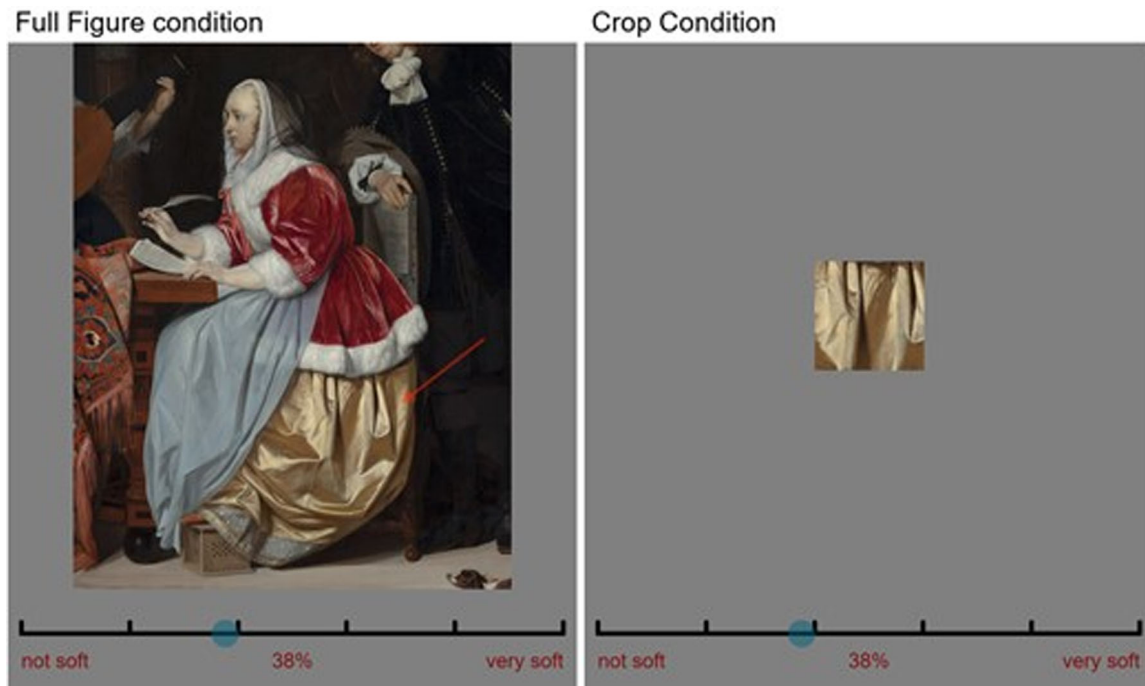 Full Figure condition
Crop Condition
not soft 38% very soft
not soft 38% very soft